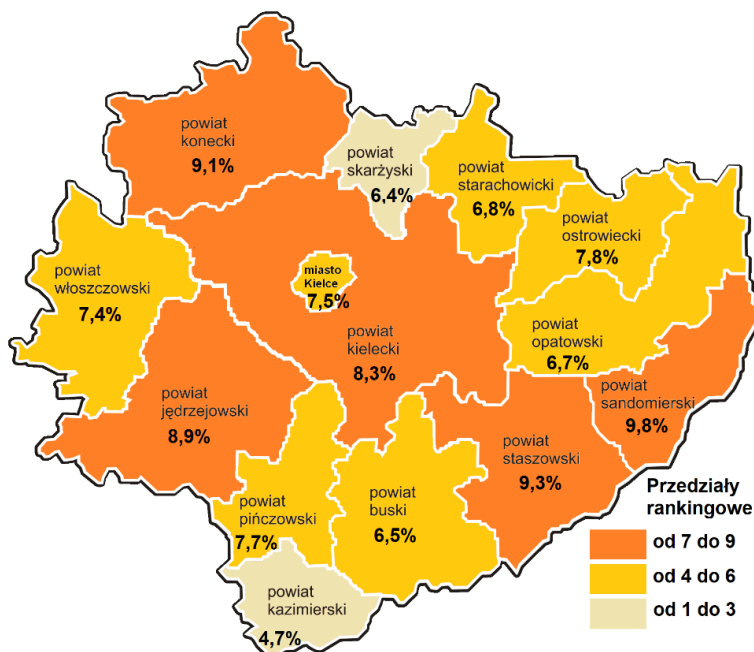 powiat
konecki
9,1%
powiat
skarżyski
6,4%
powiat
starachowicki
6,8%
powiat
ostrowiecki
7,8%
powiat
włoszczowski
7,4%
miasto
Kielce
7,5%
powiat
kielecki
8,3%
powiat
opatowski
6,7%
powiat
jędrzejowski
8,9%
powiat
sandomierski
9,8%
powiat
staszowski
9,3%
powiat
pińczowski
7,7%
powiat
buski
6,5%
powiat
kazimierski
4,7%
Przedziały
rankingowe
od 7 do 9
od 4 do 6
od 1 do 3